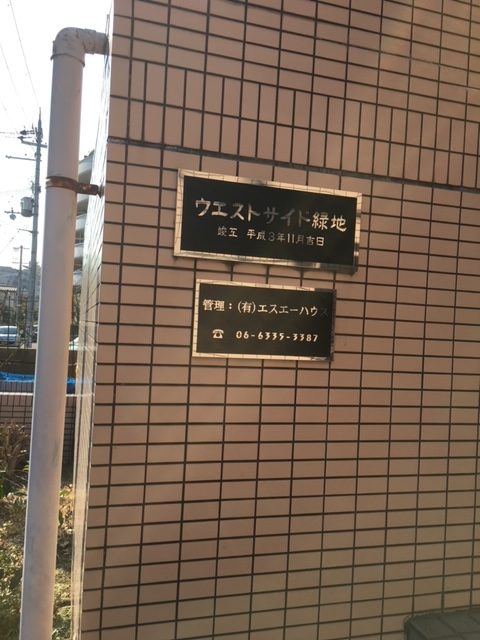 ウエストサイド緑地
竣工 平成3年11月吉日
管理：(有)エスエーハウス
☎ 06-6335-3387